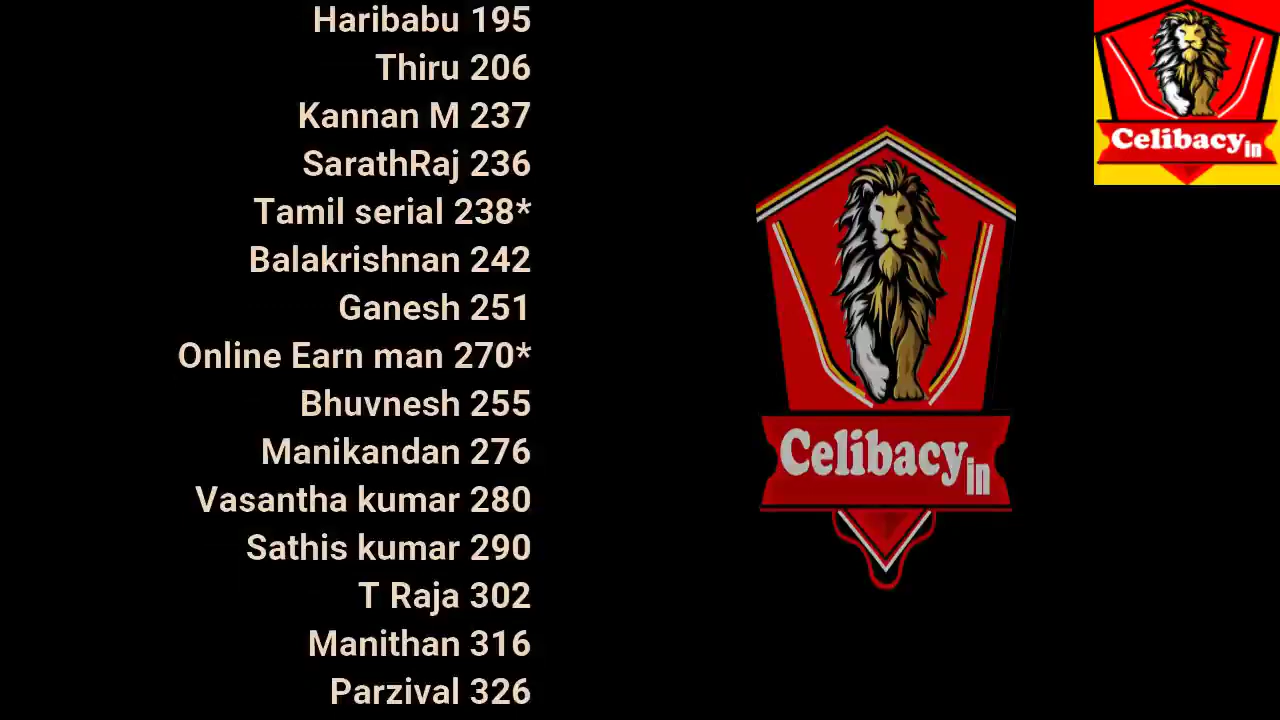 Haribabu 195
Thiru 206
Kannan M 237
SarathRaj 236
Tamil serial 238*
Balakrishnan 242
Ganesh 251
Online Earn man 270*
Bhuvnesh 255
Manikandan 276
Vasantha kumar 280
Sathis kumar 290
T Raja 302
Manithan 316
Parzival 326
Celibacy in
Celibacy in